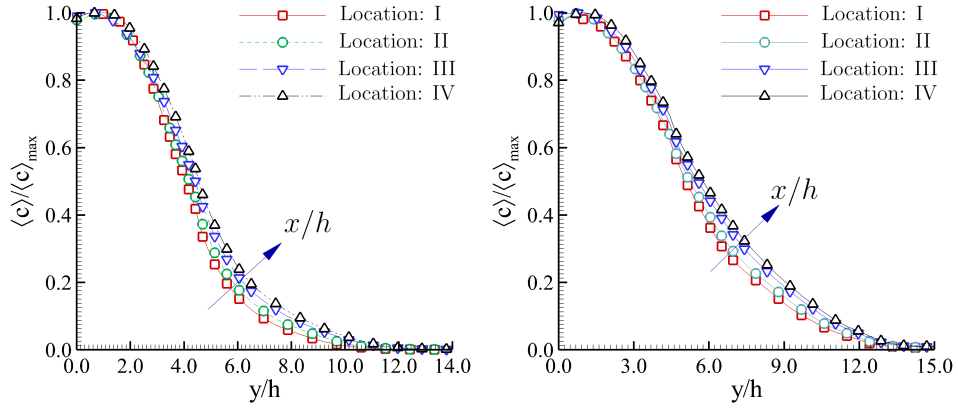 Location: I
Location: II
Location: III
Location: IV
x/h
⟨c⟩/⟨c⟩max
1.0
0.8
0.6
0.4
0.2
0.0
0.0 2.0 4.0 6.0 8.0 10.0 12.0 14.0
y/h
Location: I
Location: II
Location: III
Location: IV
x/h
⟨c⟩/⟨c⟩max
1.0
0.8
0.6
0.4
0.2
0.0
0.0 3.0 6.0 9.0 12.0 15.0
y/h